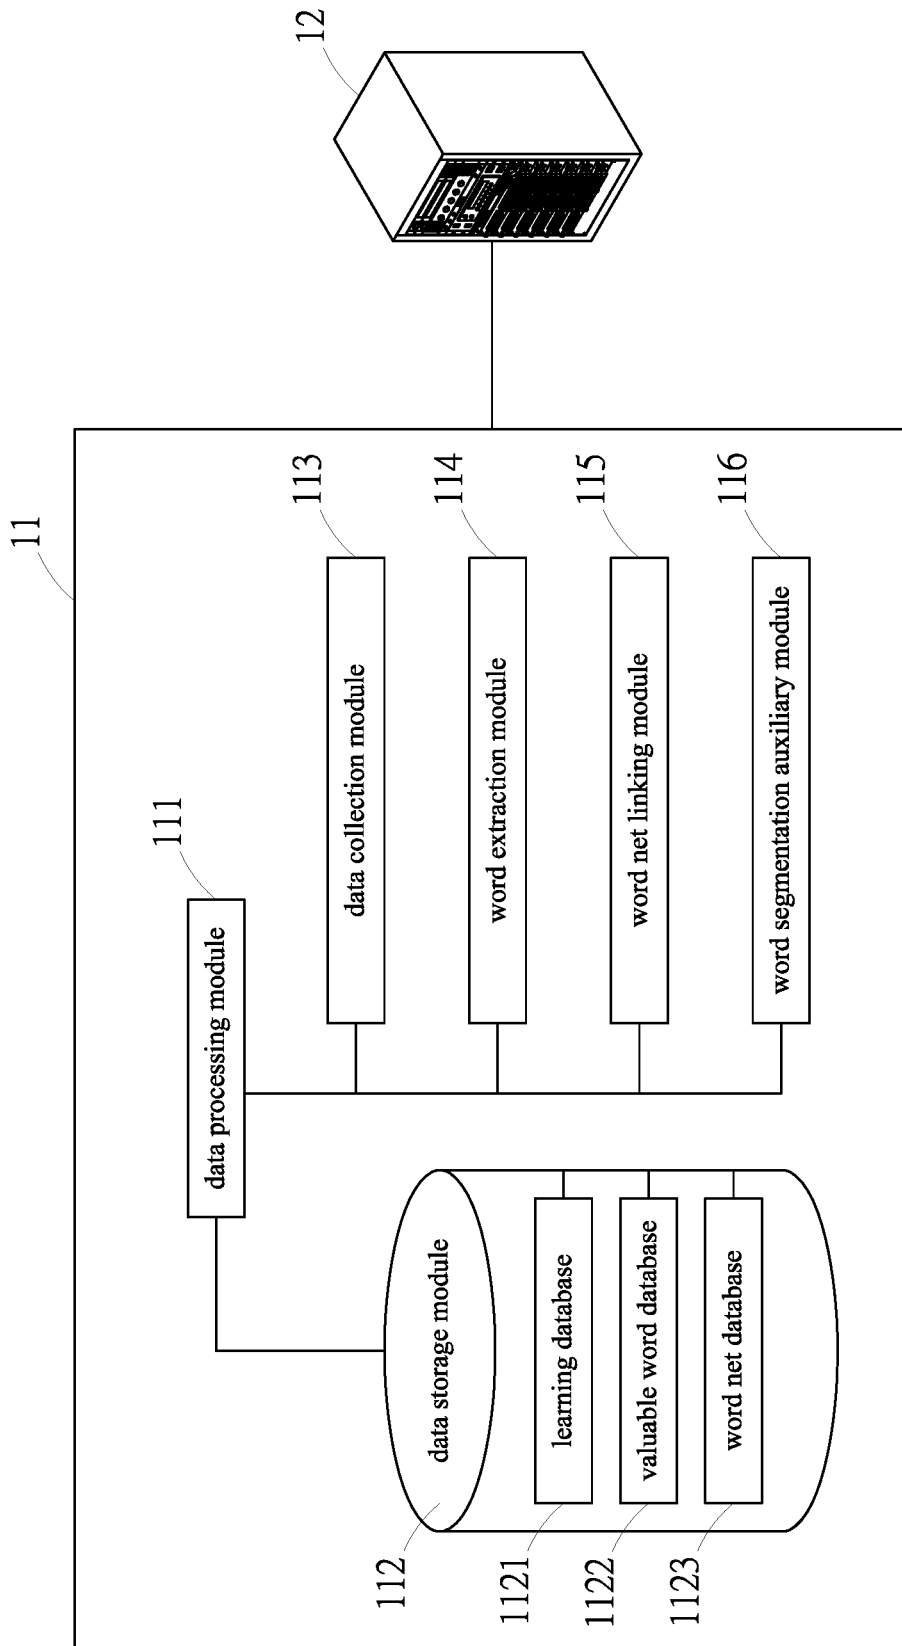 11
12
111
data processing module
112
data storage module
1121
learning database
1122
valuable word database
1123
word net database
113
data collection module
114
word extraction module
115
word net linking module
116
word segmentation auxiliary module